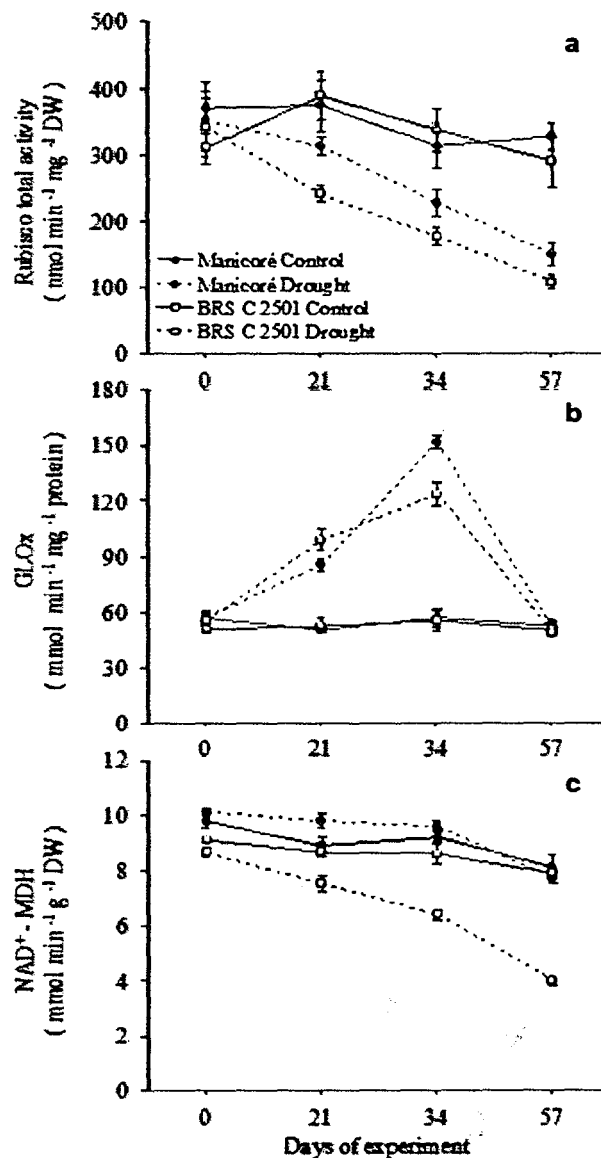 a
500
400
300
200
100
0
Rubisco total activity
( nmol min ⁻¹ mg ⁻¹ DW )
Manicoré Control
Manicoré Drought
BRS C 2501 Control
BRS C 2501 Drought
0 21 34 57
b
180
150
120
90
60
30
0
GLOx
( mmol min ⁻¹ mg ⁻¹ protein )
0 21 34 57
c
12
10
8
6
4
2
0
NAD⁺ - MDH
( mmol min ⁻¹ g ⁻¹ DW )
0 21 34 57
Days of experiment